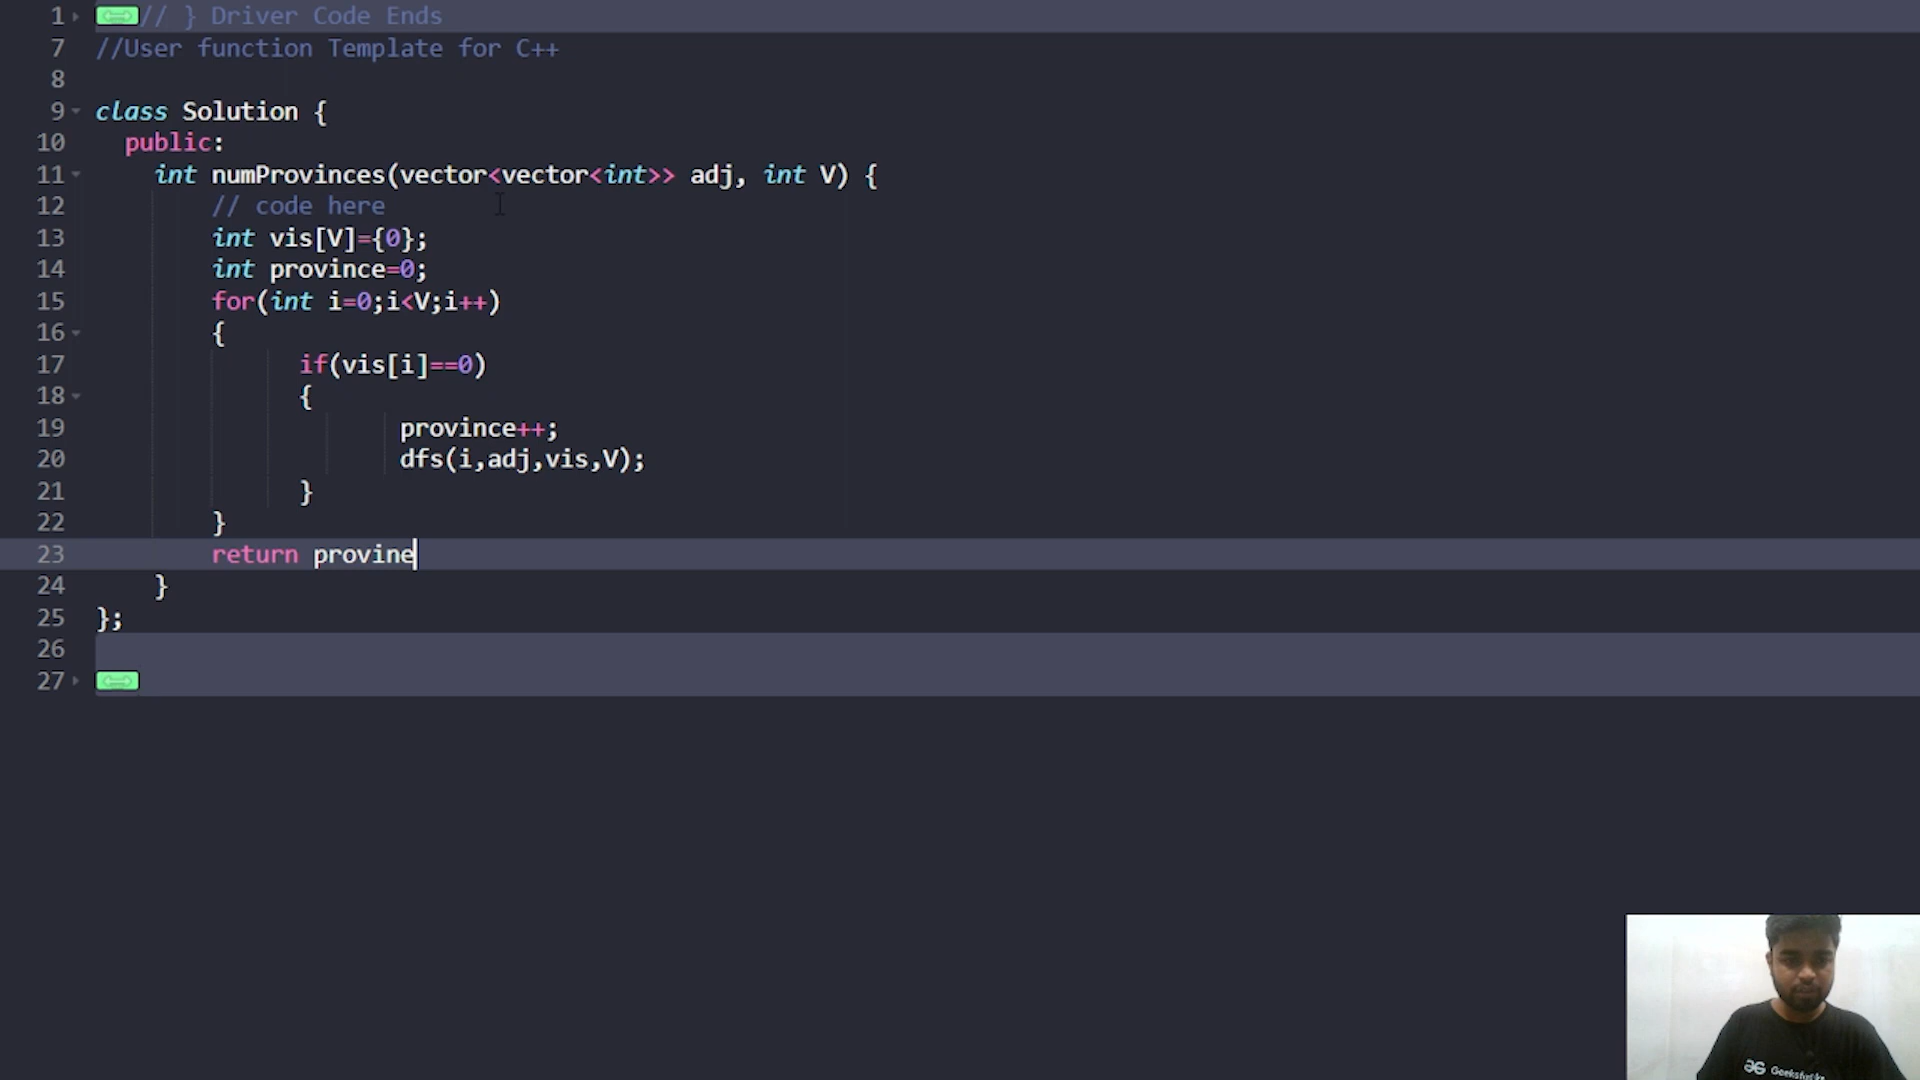 1 // } Driver Code Ends
7 //User function Template for C++
8
9 class Solution {
10 public:
11 int numProvinces(vector<vector<int>> adj, int V) {
12 // code here
13 int vis[V]={0};
14 int province=0;
15 for(int i=0;i<V;i++)
16 {
17 if(vis[i]==0)
18 {
19 province++;
20 dfs(i,adj,vis,V);
21 }
22 }
23 return provine
24 }
25 };
26
27